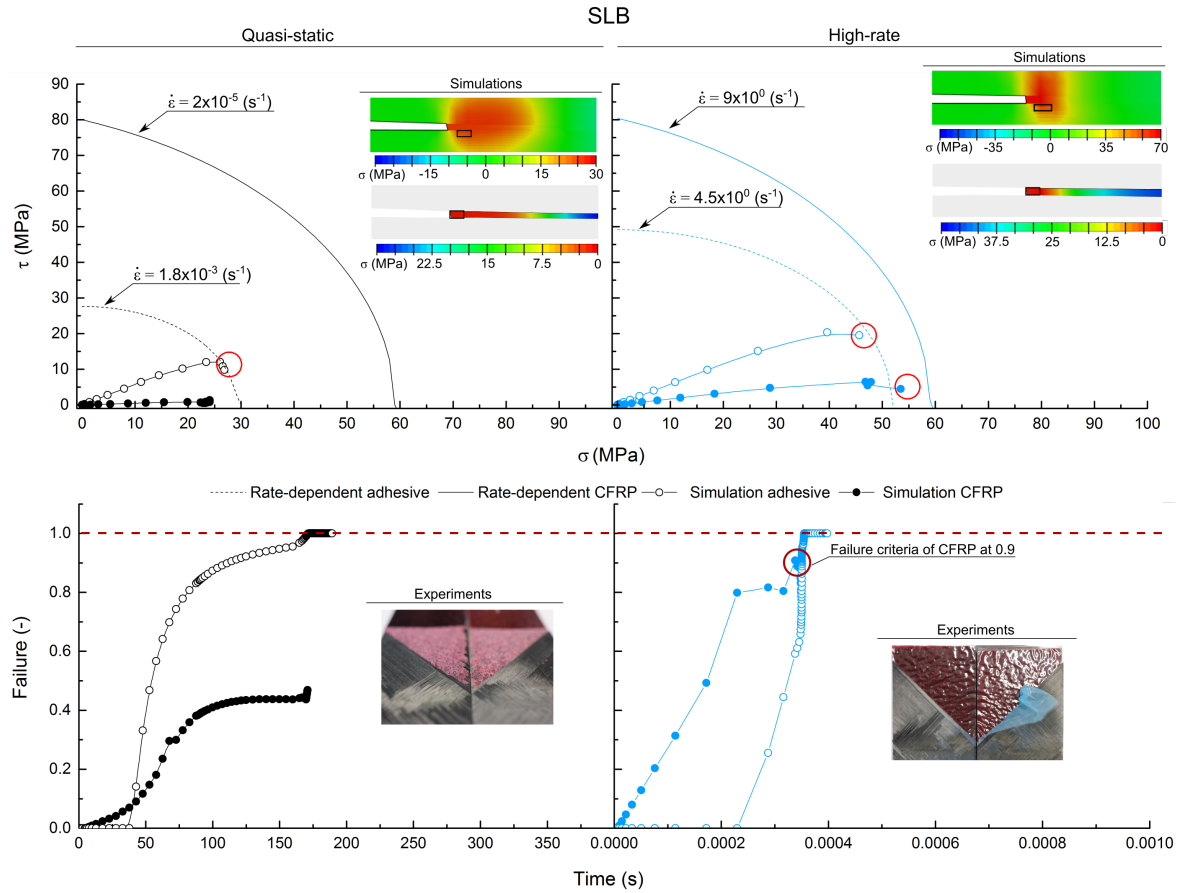 SLB
Quasi-static
High-rate
Simulations
ε̇ = 2x10⁻⁵ (s⁻¹)
ε̇ = 1.8x10⁻³ (s⁻¹)
σ (MPa) -15 0 15 30
σ (MPa) 22.5 15 7.5 0
Simulations
ε̇ = 9x10⁰ (s⁻¹)
ε̇ = 4.5x10⁰ (s⁻¹)
σ (MPa) -35 0 35 70
σ (MPa) 37.5 25 12.5 0
τ (MPa)
90
80
70
60
50
40
30
20
10
0
0 10 20 30 40 50 60 70 80 90 0 10 20 30 40 50 60 70 80 90 100
σ (MPa)
Rate-dependent adhesive Rate-dependent CFRP Simulation adhesive Simulation CFRP
Failure (-)
1.0
0.8
0.6
0.4
0.2
0.0
Experiments
Failure criteria of CFRP at 0.9
Experiments
0 50 100 150 200 250 300 350 0.0000 0.0002 0.0004 0.0006 0.0008 0.0010
Time (s)